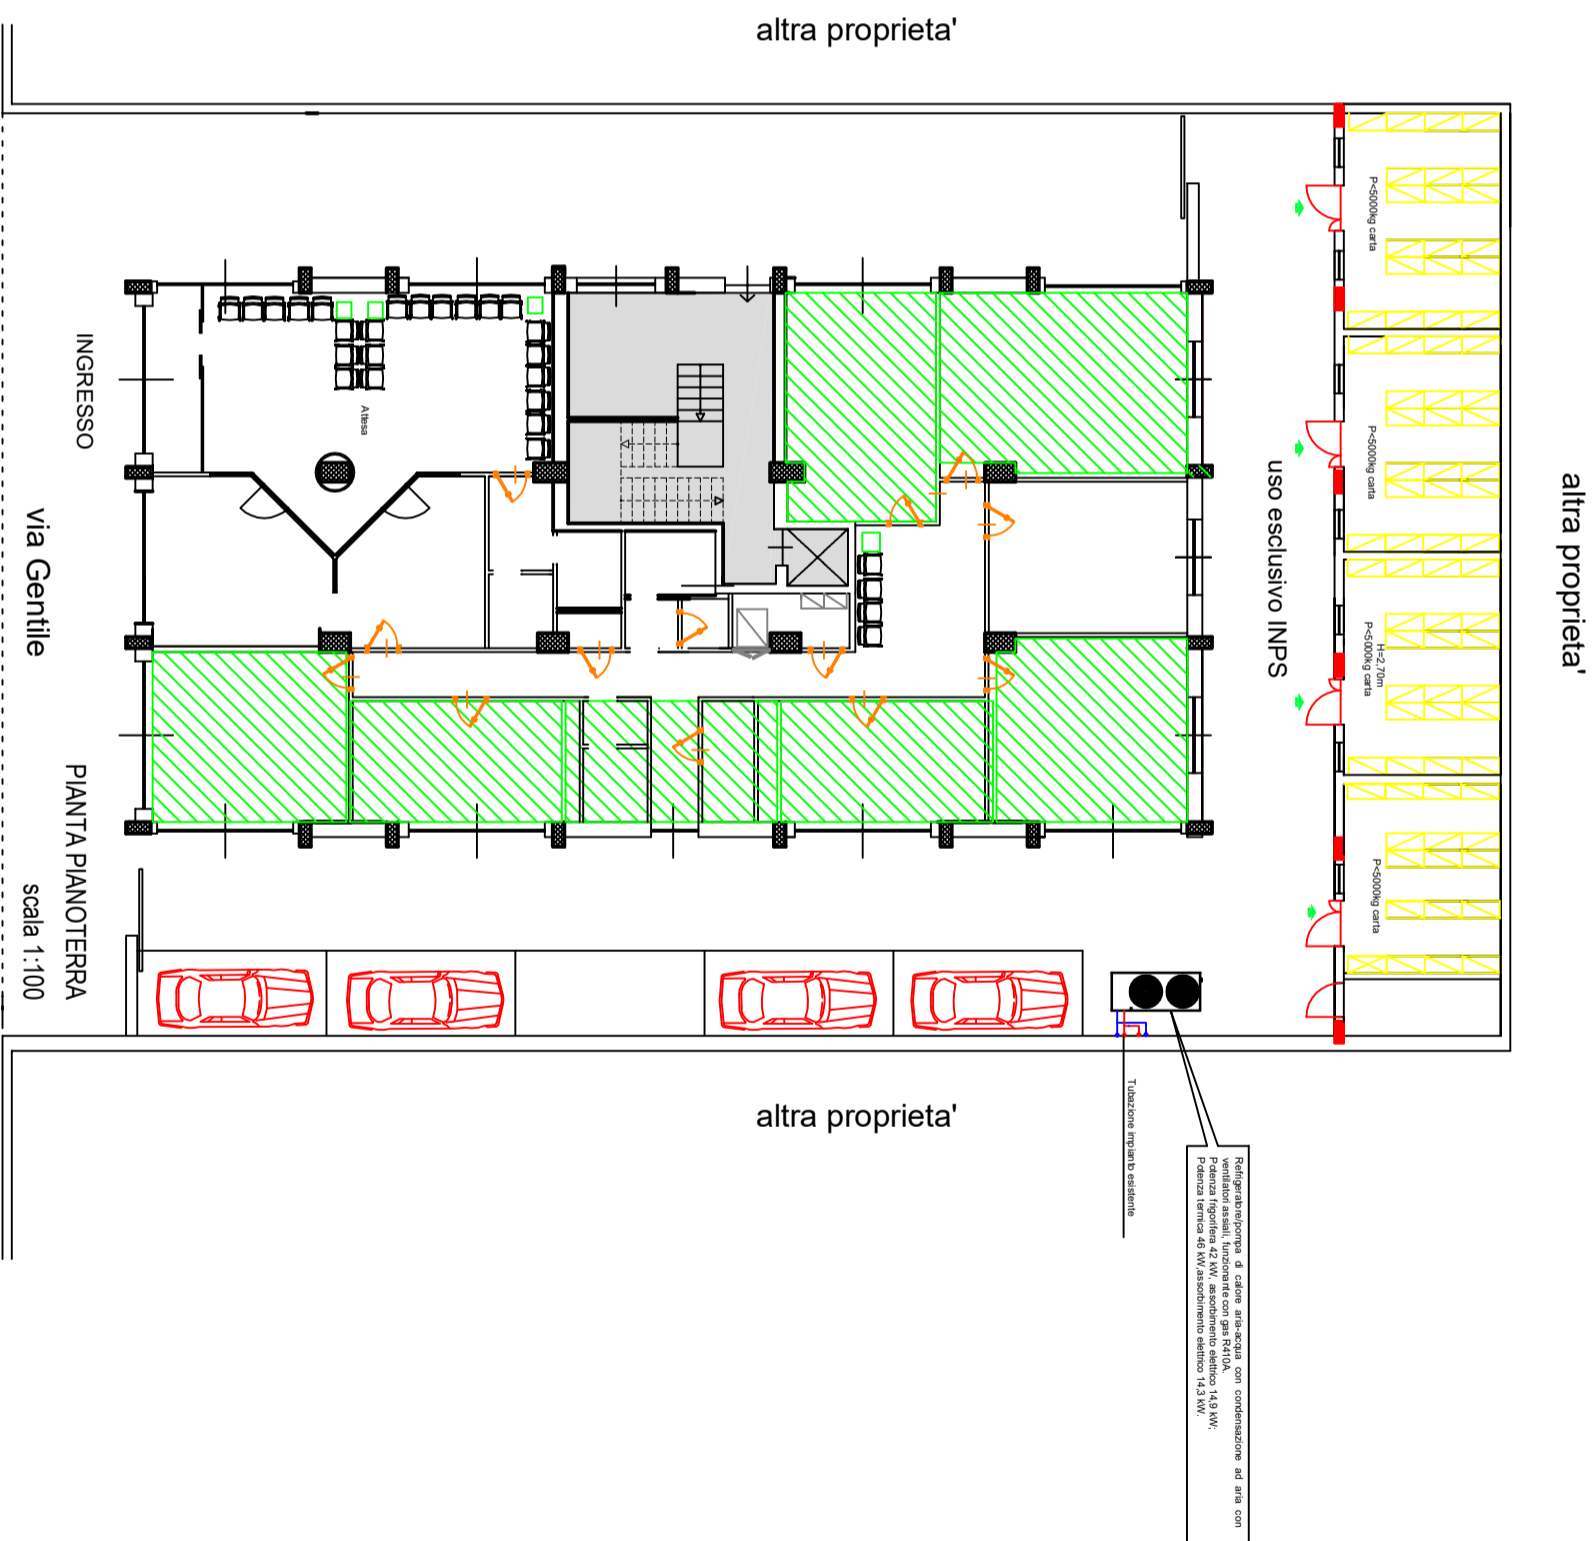 altra proprieta'
altra proprieta'
altra proprieta'
P<5000kg carta
P<5000kg carta
H=2,70m
P<5000kg carta
P<5000kg carta
uso esclusivo INPS
Attesa
INGRESSO
via Gentile
PIANTA PIANOTERRA
scala 1:100
Tubazione impianto esistente
Refrigeratore/pompa di calore aria-acqua con condensazione ad aria con
ventilatori assiali, funzionante con gas R410A.
Potenza frigorifera 42 kW, assorbimento elettrico 14,9 kW;
Potenza termica 46 kW,assorbimento elettrico 14,3 kW.